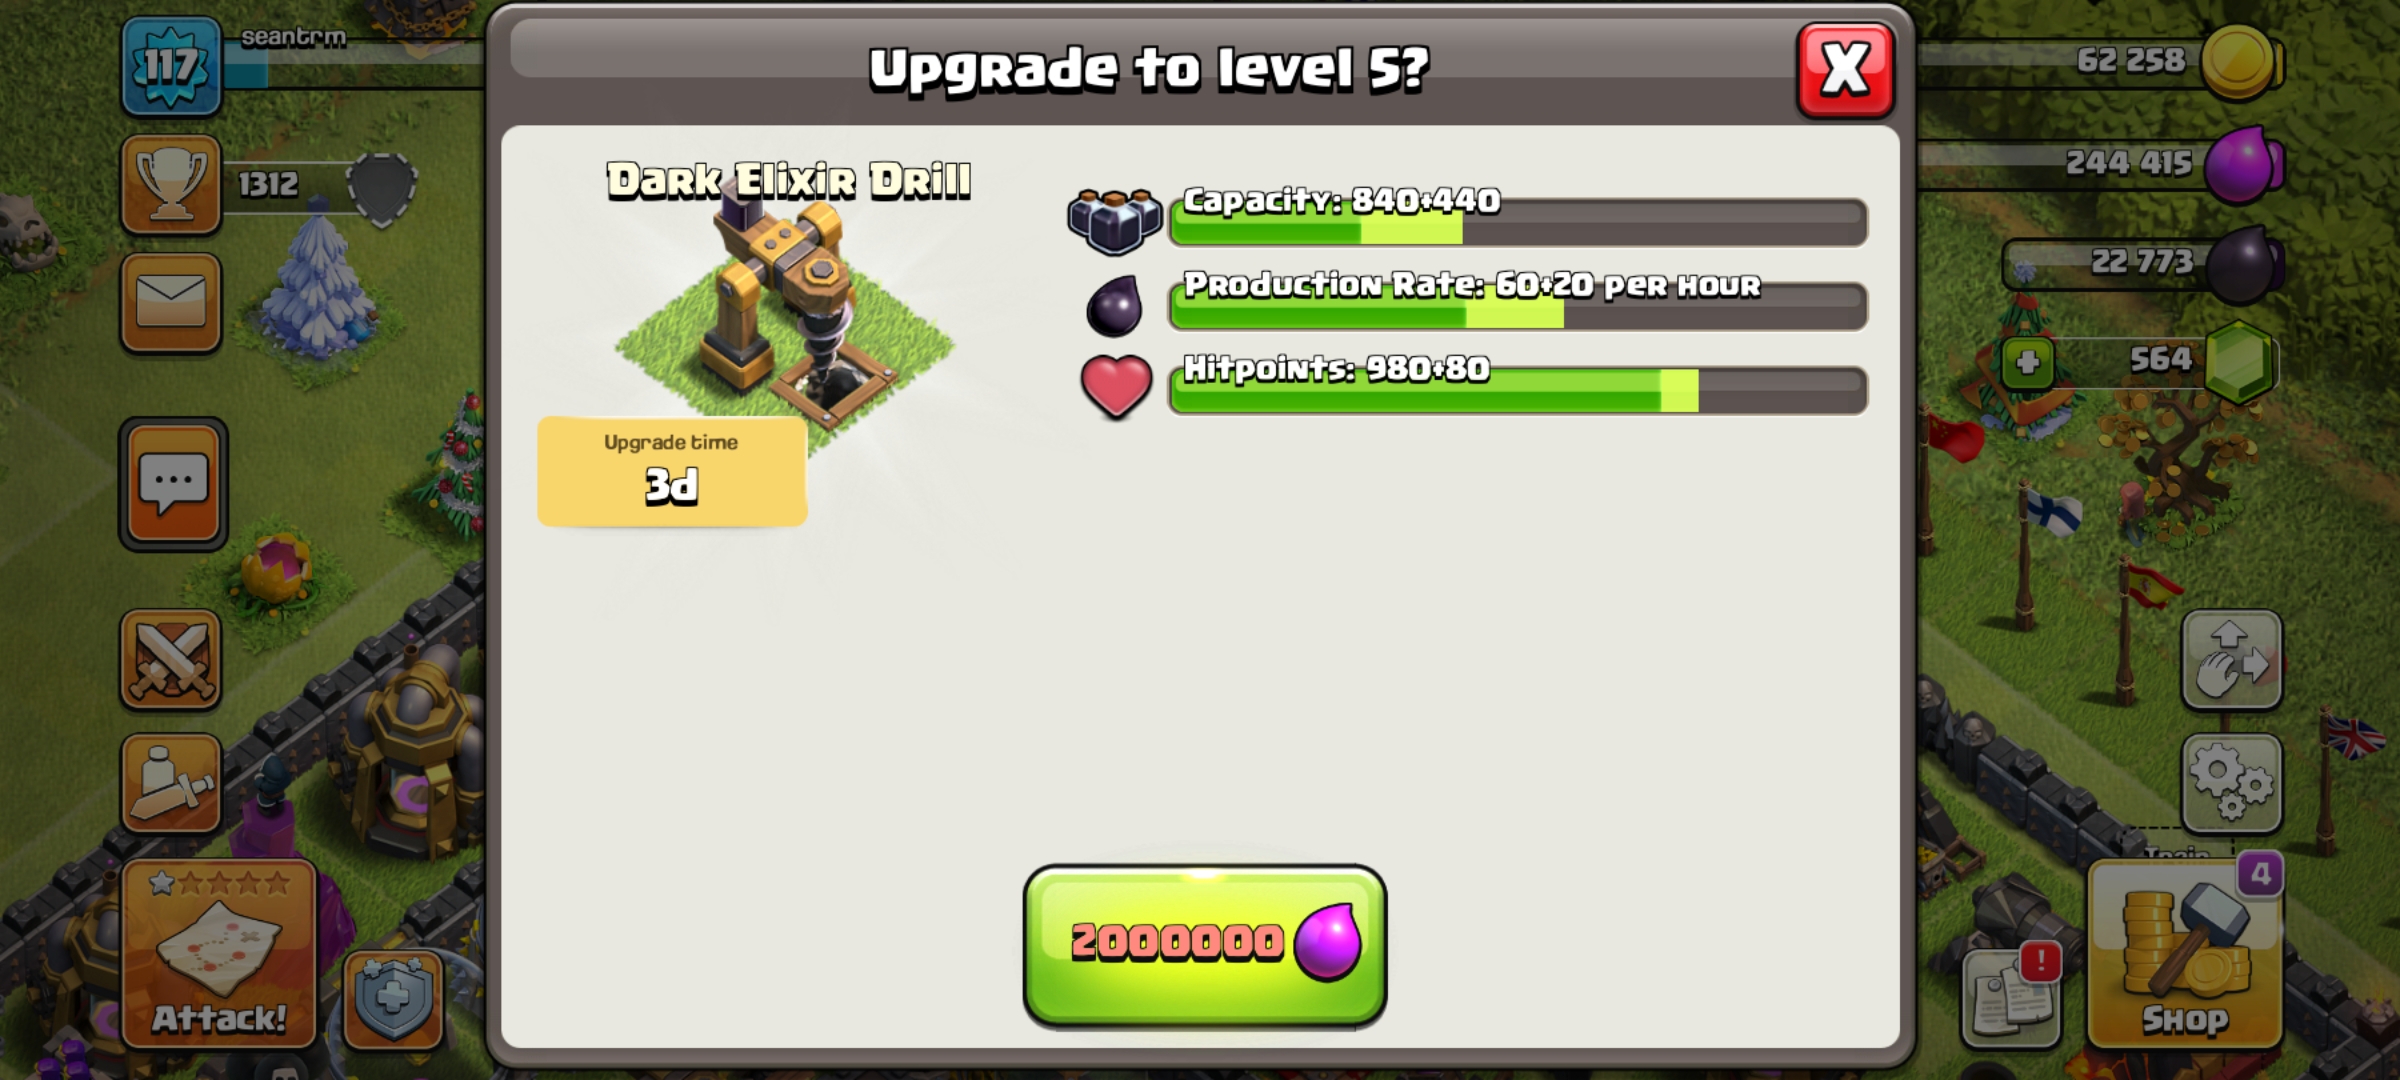 117
seantrm
Upgrade to level 5?
X
62 258
1312
Dark Elixir Drill
Capacity: 840+440
244 415
Production Rate: 60+20 per hour
22 773
Hitpoints: 980+80
564
Upgrade time
3d
Train
4
2000000
!
Attack!
Shop